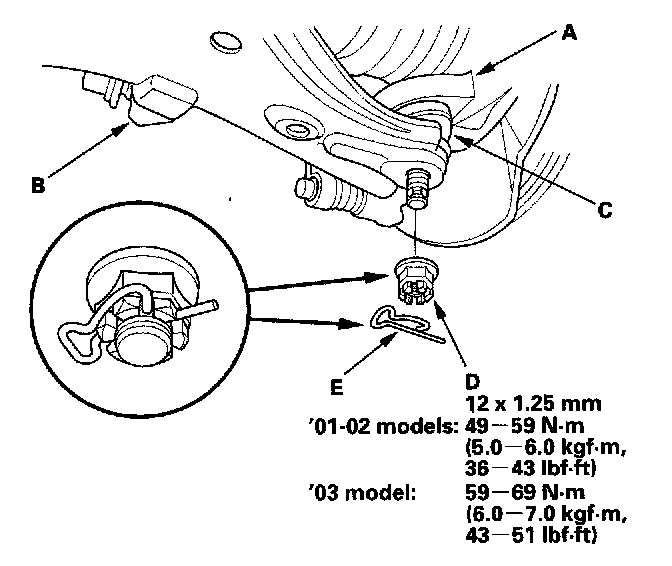 A
B
C
E
D
12 x 1.25 mm
'01-02 models: 49—59 N·m
(5.0—6.0 kgf·m,
36—43 lbf·ft)
'03 model: 59—69 N·m
(6.0—7.0 kgf·m,
43—51 lbf·ft)